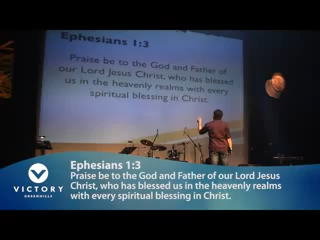 Ephesians 1:3
Praise be to the God and Father of
our Lord Jesus Christ, who has blessed
us in the heavenly realms with every
spiritual blessing in Christ
VICTORY
GREENHILLS
Ephesians 1:3
Praise be to the God and Father of our Lord Jesus
Christ, who has blessed us in the heavenly realms
with every spiritual blessing in Christ.